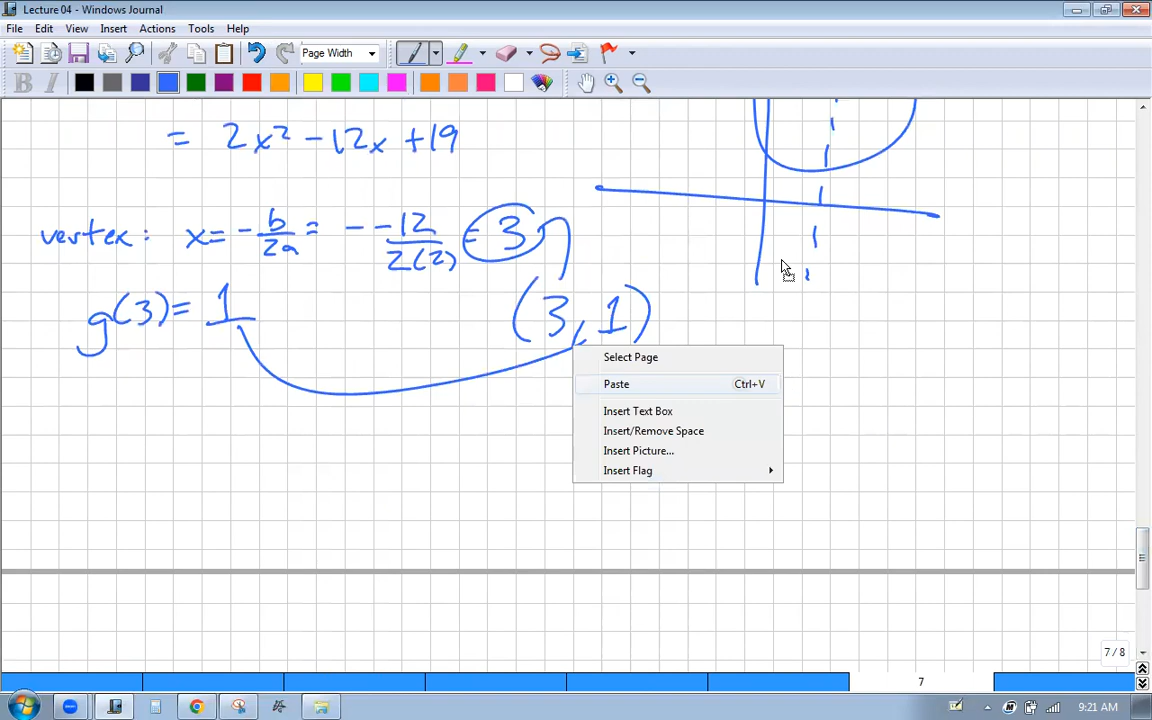 Lecture 04 - Windows Journal
File Edit View Insert Actions Tools Help
Page Width
B I
= 2x² - 12x + 19
vertex: x = -b/2a = - -12/2(2) = 3
g(3) = 1 (3, 1)
Select Page
Paste Ctrl+V
Insert Text Box
Insert/Remove Space
Insert Picture...
Insert Flag
7 / 8
7
9:21 AM